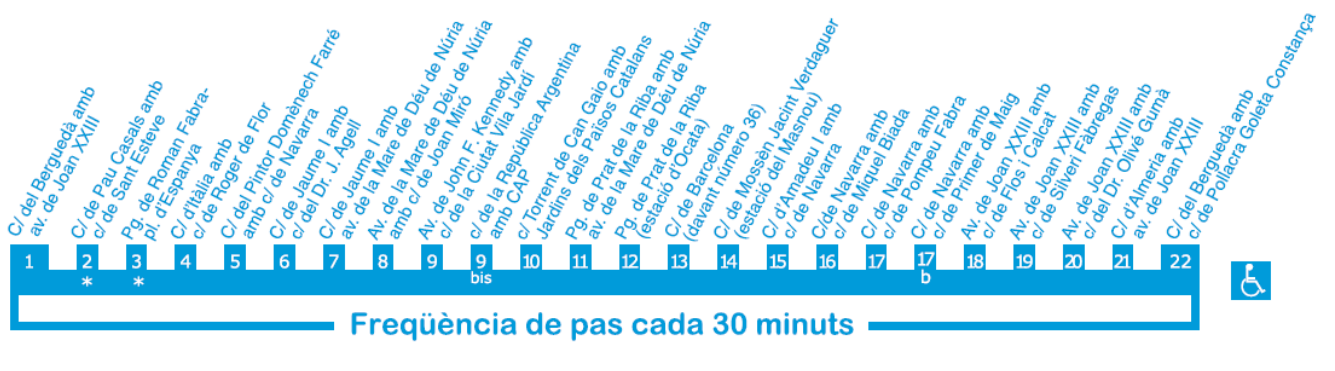 C/ del Berguedà amb
av. de Joan XXIII
C/ de Pau Casals amb
c/ de Sant Esteve
Pg. de Roman Fabra-
pl. d'Espanya
C/ d'Itàlia amb
c/ de Roger de Flor
C/ del Pintor Domènech Farré
amb c/ de Navarra
C/ de Jaume I amb
c/ del Dr. J. Agell
C/ de Jaume I amb
av. de la Mare de Déu de Núria
Av. de la Mare de Déu de Núria
amb c/ de Joan Miró
Av. de John F. Kennedy amb
c/ de la Ciutat Vila Jardí
c/ de la República Argentina
amb CAP
c/ Torrent de Can Gaio amb
Jardins dels Països Catalans
Pg. de Prat de la Riba amb
av. de la Mare de Déu de Núria
Pg. de Prat de la Riba
(estació d'Ocata)
C/ de Barcelona
(davant número 36)
C/ de Mossèn Jacint Verdaguer
(estació del Masnou)
C/ d'Amadeu I amb
c/ de Navarra
C/de Navarra amb
c/ de Miquel Biada
C/ de Navarra amb
c/ de Pompeu Fabra
C/ de Navarra amb
c/ de Primer de Maig
Av. de Joan XXIII amb
c/ de Flos i Calcat
Av. de Joan XXIII amb
c/ de Silveri Fàbregas
Av. de Joan XXIII amb
c/ del Dr. Olivé Gumà
C/ d'Almeria amb
av. de Joan XXIII
C/ del Berguedà amb
c/ de Pollacra Goleta Constança
1
2
*
3
*
4
5
6
7
8
9
9
bis
10
11
12
13
14
15
16
17
17
b
18
19
20
21
22
Freqüència de pas cada 30 minuts